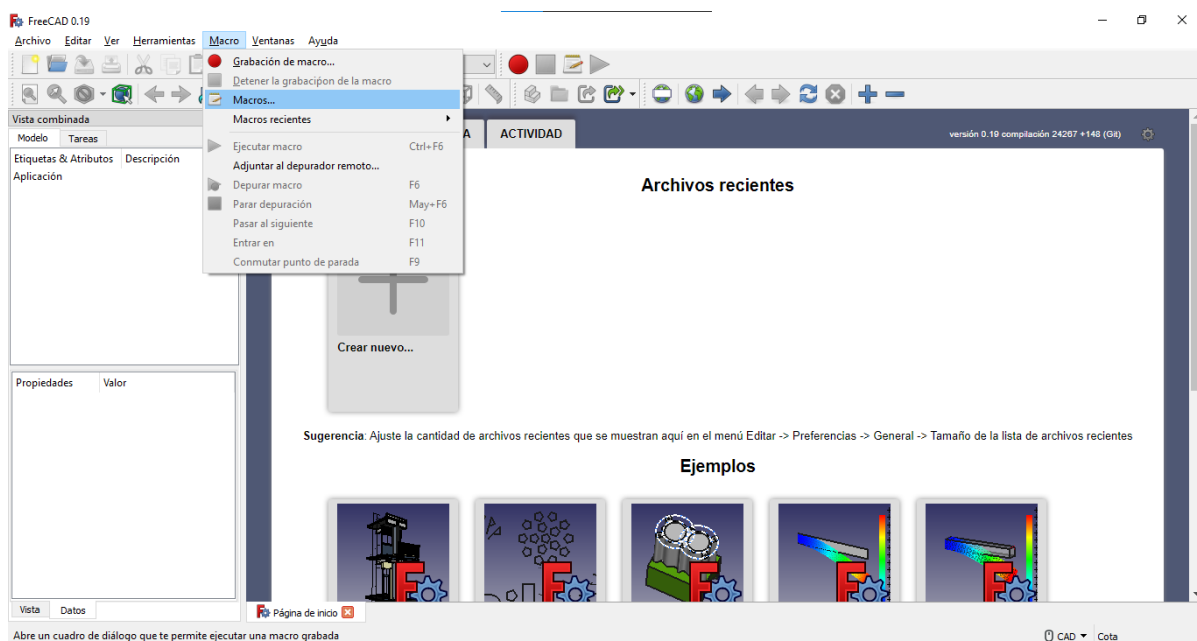 FreeCAD 0.19
Archivo Editar Ver Herramientas Macro Ventanas Ayuda
Grabación de macro...
Detener la grabaciþon de la macro
Macros...
Macros recientes
Ejecutar macro Ctrl+F6
Adjuntar al depurador remoto...
Depurar macro F6
Parar depuración May+F6
Pasar al siguiente F10
Entrar en F11
Conmutar punto de parada F9
Vista combinada
Modelo Tareas
Etiquetas & Atributos Descripción
Aplicación
A ACTIVIDAD
versión 0.19 compilación 24267 +148 (Git)
Archivos recientes
Crear nuevo...
Propiedades Valor
Sugerencia: Ajuste la cantidad de archivos recientes que se muestran aquí en el menú Editar -> Preferencias -> General -> Tamaño de la lista de archivos recientes
Ejemplos
Vista Datos
Página de inicio
Abre un cuadro de diálogo que te permite ejecutar una macro grabada
CAD Cota